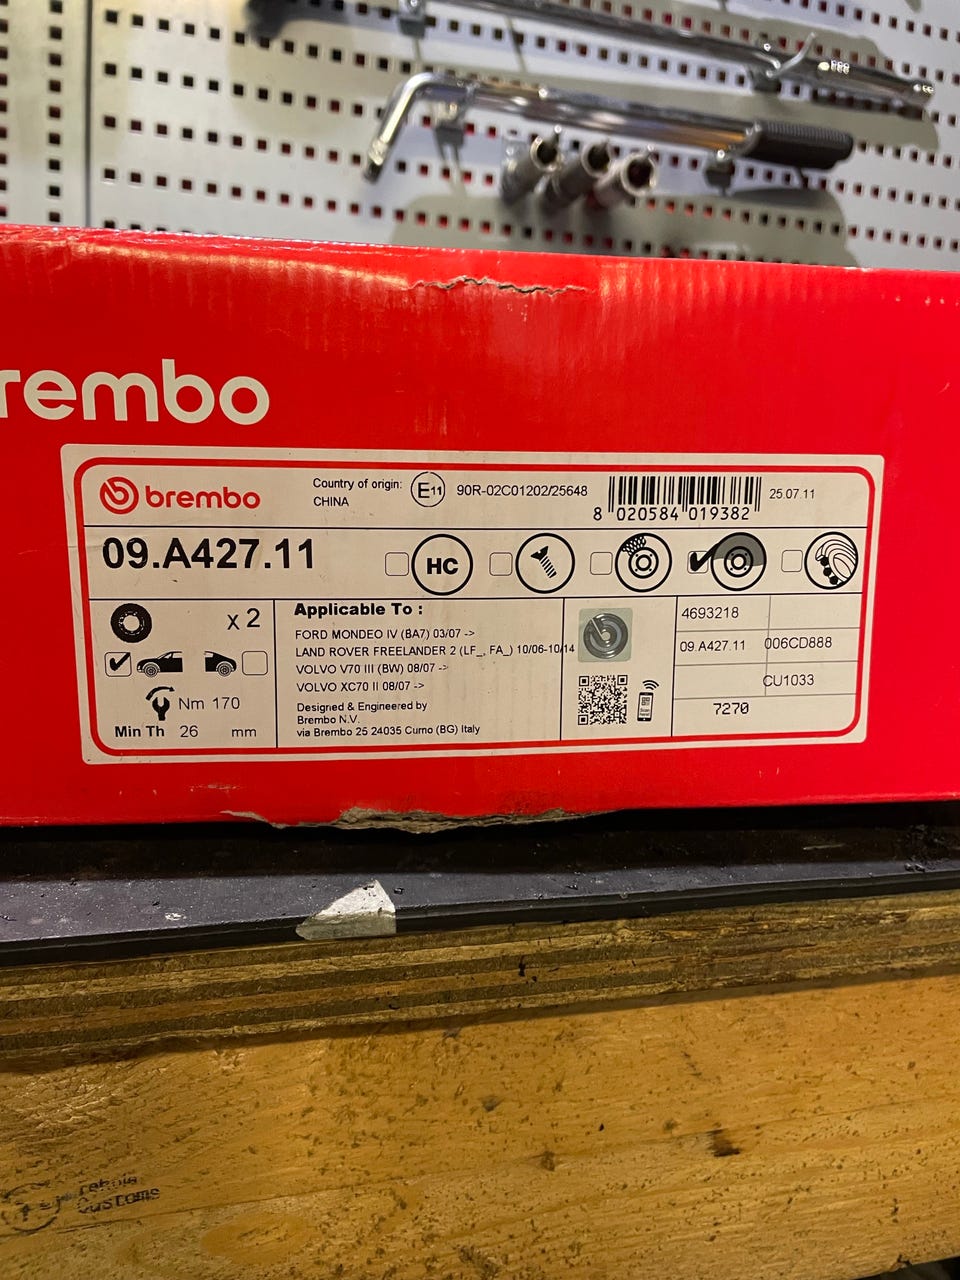 rembo
brembo
Country of origin:
CHINA
E11
90R-02C01202/25648
8 020584 019382
25.07.11
09.A427.11
HC
x 2
Nm 170
Min Th 26 mm
Applicable To :
FORD MONDEO IV (BA7) 03/07 ->
LAND ROVER FREELANDER 2 (LF_, FA_) 10/06-10/14
VOLVO V70 III (BW) 08/07 ->
VOLVO XC70 II 08/07 ->
Designed & Engineered by
Brembo N.V.
via Brembo 25 24035 Curno (BG) Italy
4693218
09.A427.11 006CD888
CU1033
7270
Customs